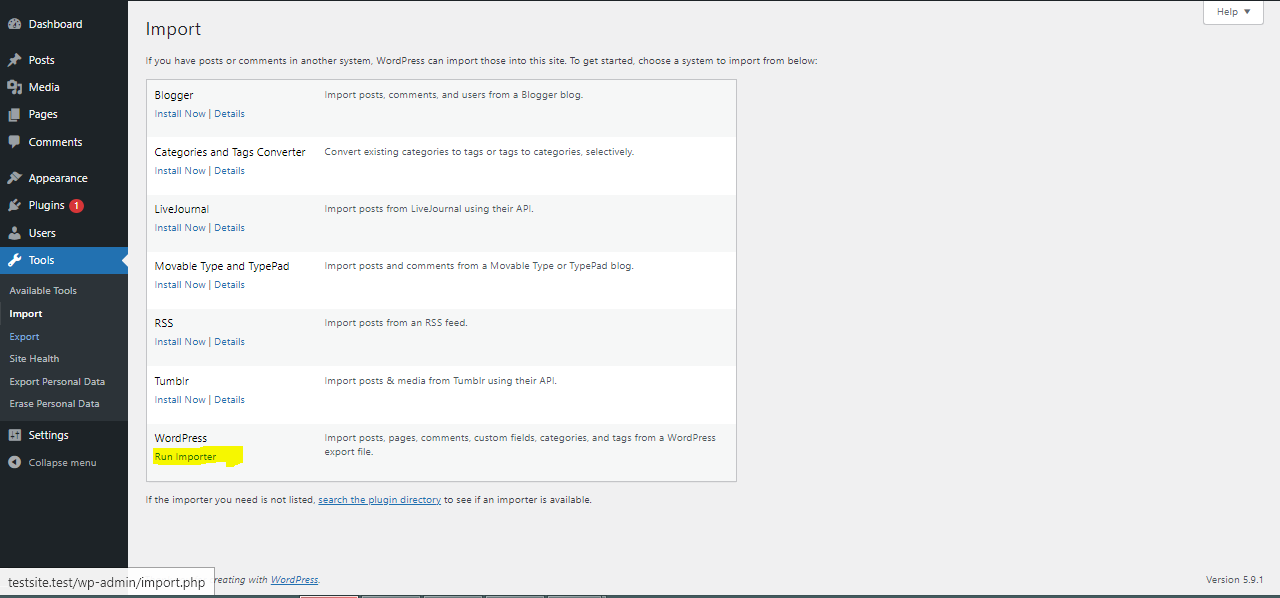 Dashboard
Posts
Media
Pages
Comments
Appearance
Plugins 1
Users
Tools
Available Tools
Import
Export
Site Health
Export Personal Data
Erase Personal Data
Settings
Collapse menu
Help ▼
Import
If you have posts or comments in another system, WordPress can import those into this site. To get started, choose a system to import from below:
Blogger Import posts, comments, and users from a Blogger blog.
Install Now | Details
Categories and Tags Converter Convert existing categories to tags or tags to categories, selectively.
Install Now | Details
LiveJournal Import posts from LiveJournal using their API.
Install Now | Details
Movable Type and TypePad Import posts and comments from a Movable Type or TypePad blog.
Install Now | Details
RSS Import posts from an RSS feed.
Install Now | Details
Tumblr Import posts & media from Tumblr using their API.
Install Now | Details
WordPress Import posts, pages, comments, custom fields, categories, and tags from a WordPress
Run Importer export file.
If the importer you need is not listed, search the plugin directory to see if an importer is available.
reating with WordPress.
Version 5.9.1
testsite.test/wp-admin/import.php